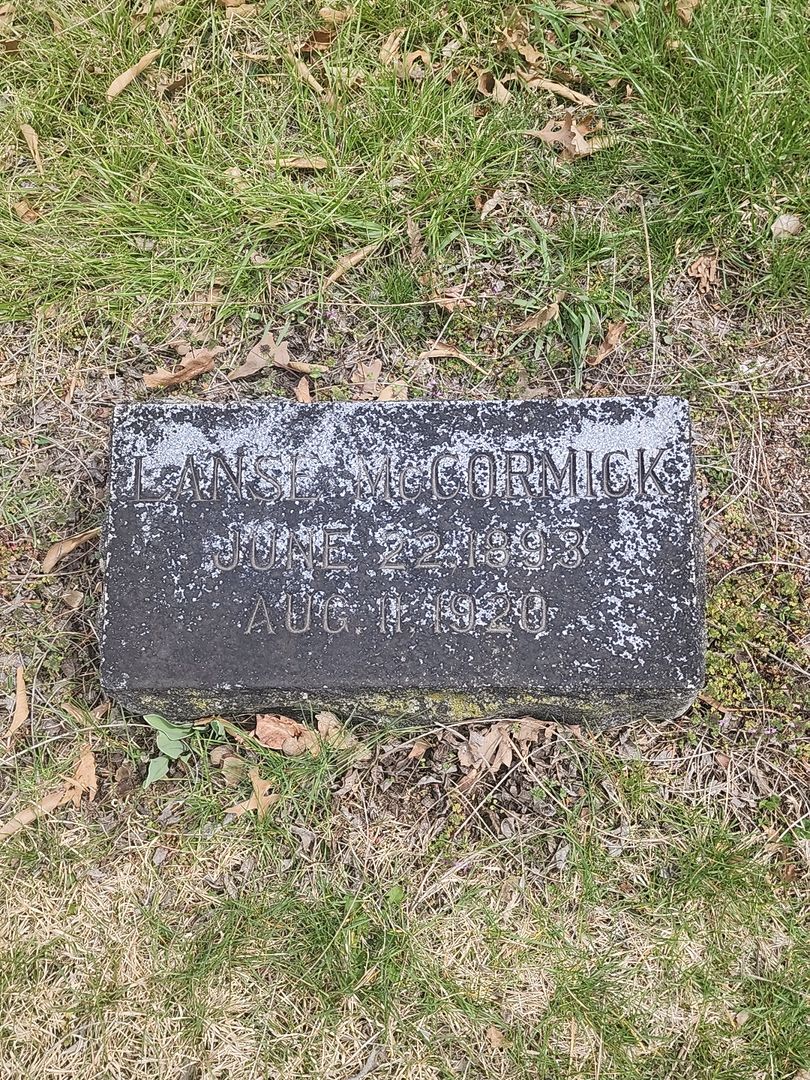 LANSE McCORMICK
JUNE 22, 1893
AUG. 11, 1920